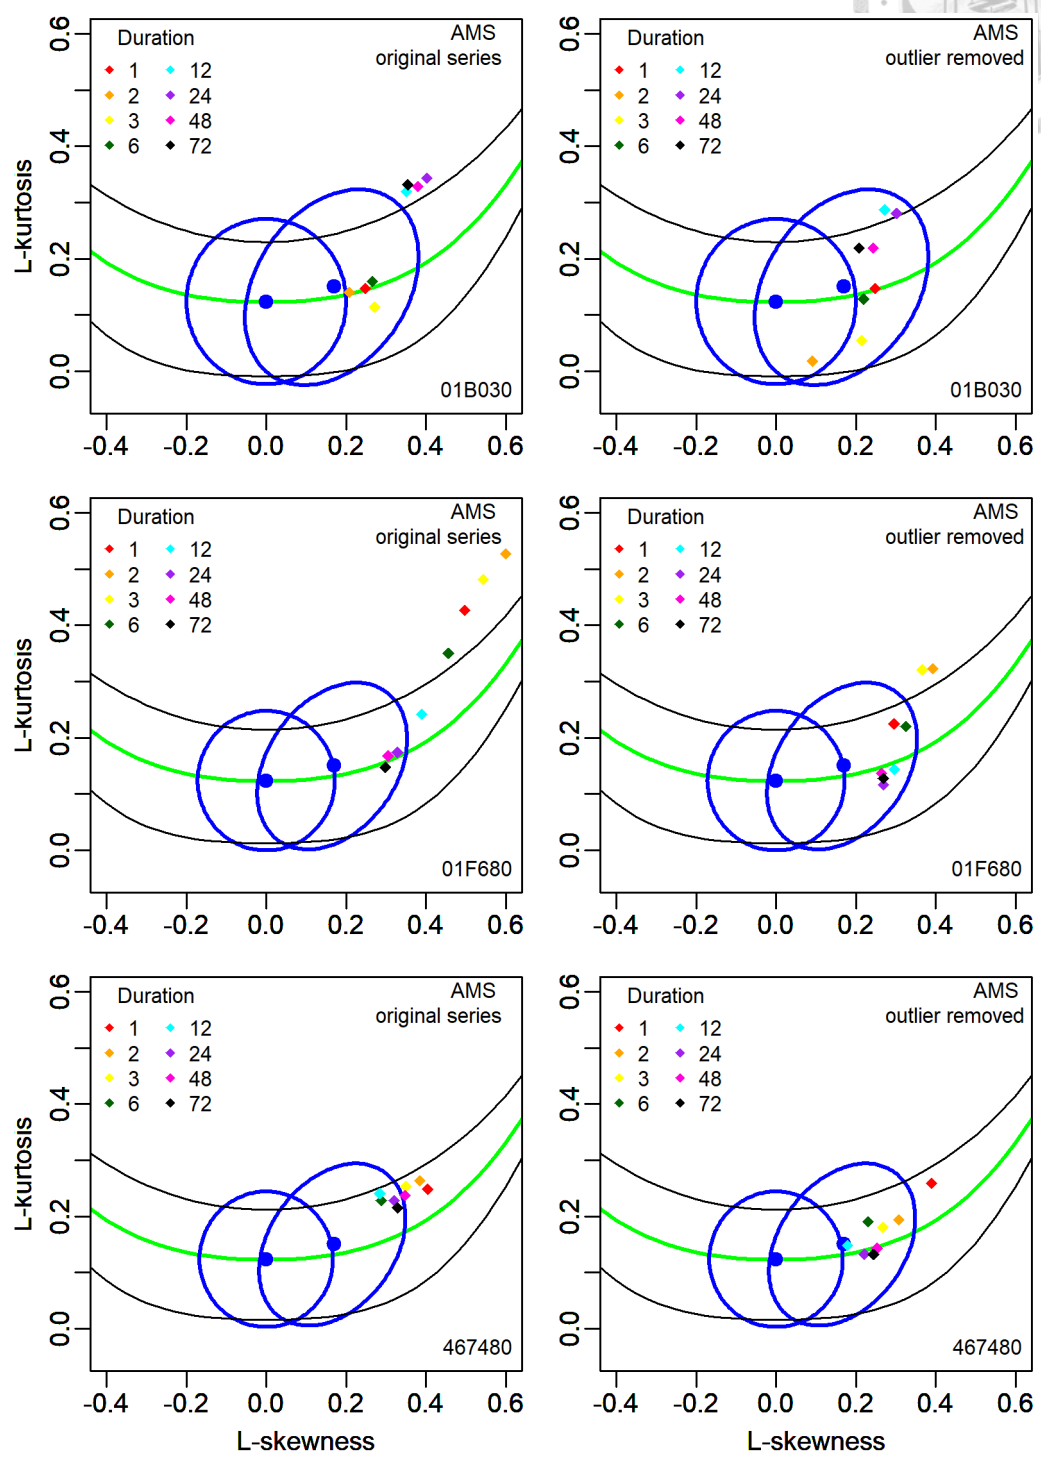 Duration
1 12
2 24
3 48
6 72
AMS
original series
01B030
L-kurtosis
0.0 0.2 0.4 0.6
-0.4 -0.2 0.0 0.2 0.4 0.6
Duration
1 12
2 24
3 48
6 72
AMS
outlier removed
01B030
0.0 0.2 0.4 0.6
-0.4 -0.2 0.0 0.2 0.4 0.6
Duration
1 12
2 24
3 48
6 72
AMS
original series
01F680
L-kurtosis
0.0 0.2 0.4 0.6
-0.4 -0.2 0.0 0.2 0.4 0.6
Duration
1 12
2 24
3 48
6 72
AMS
outlier removed
01F680
0.0 0.2 0.4 0.6
-0.4 -0.2 0.0 0.2 0.4 0.6
Duration
1 12
2 24
3 48
6 72
AMS
original series
467480
L-kurtosis
0.0 0.2 0.4 0.6
-0.4 -0.2 0.0 0.2 0.4 0.6
L-skewness
Duration
1 12
2 24
3 48
6 72
AMS
outlier removed
467480
0.0 0.2 0.4 0.6
-0.4 -0.2 0.0 0.2 0.4 0.6
L-skewness